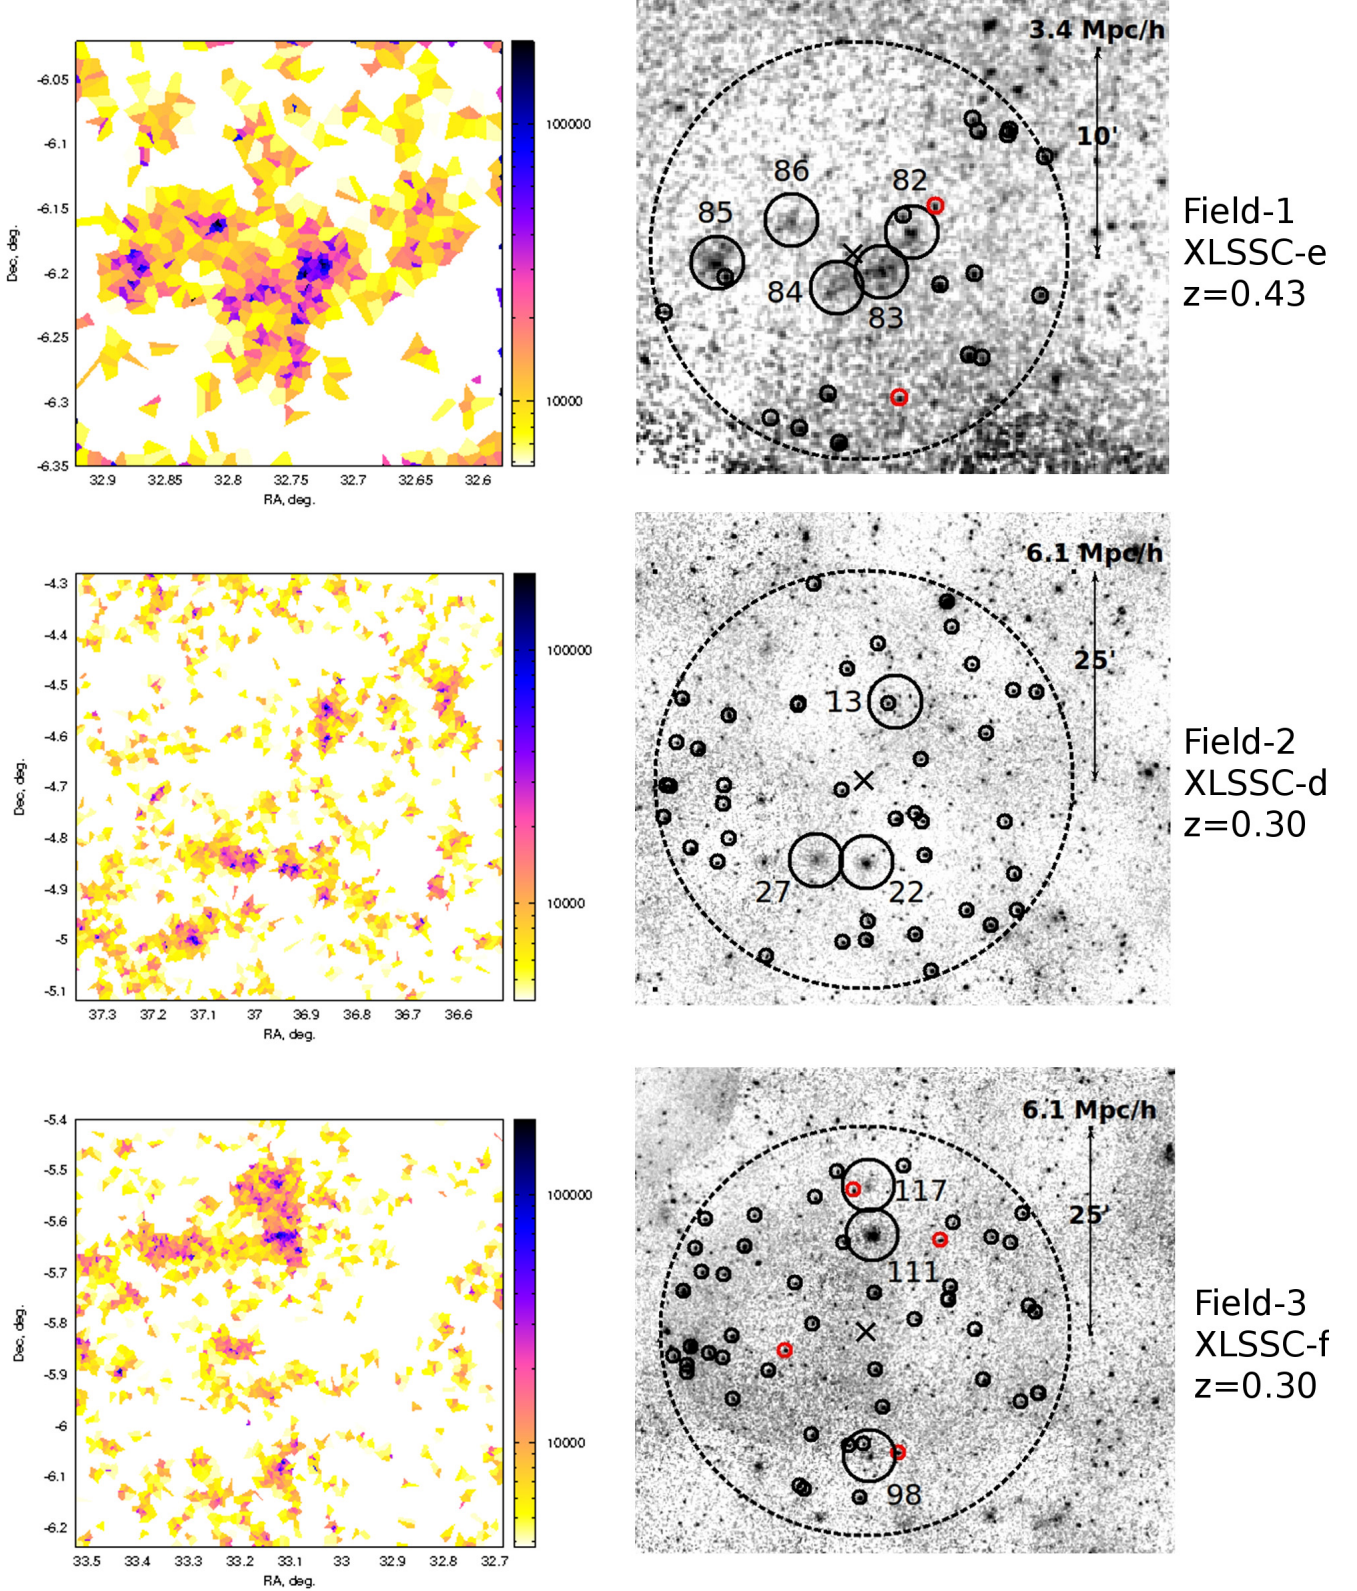 -6.05
-6.1
-6.15
-6.2
-6.25
-6.3
-6.35
Dec, deg.
32.9 32.85 32.8 32.75 32.7 32.65 32.6
RA, deg.
100000
10000
3.4 Mpc/h
10'
86
82
85
84
83
Field-1
XLSSC-e
z=0.43
-4.3
-4.4
-4.5
-4.6
-4.7
-4.8
-4.9
-5
-5.1
Dec, deg.
37.3 37.2 37.1 37 36.9 36.8 36.7 36.6
RA, deg.
100000
10000
6.1 Mpc/h
25'
13
27
22
Field-2
XLSSC-d
z=0.30
-5.4
-5.5
-5.6
-5.7
-5.8
-5.9
-6
-6.1
-6.2
Dec, deg.
33.5 33.4 33.3 33.2 33.1 33 32.9 32.8 32.7
RA, deg.
100000
10000
6.1 Mpc/h
25'
117
111
98
Field-3
XLSSC-f
z=0.30